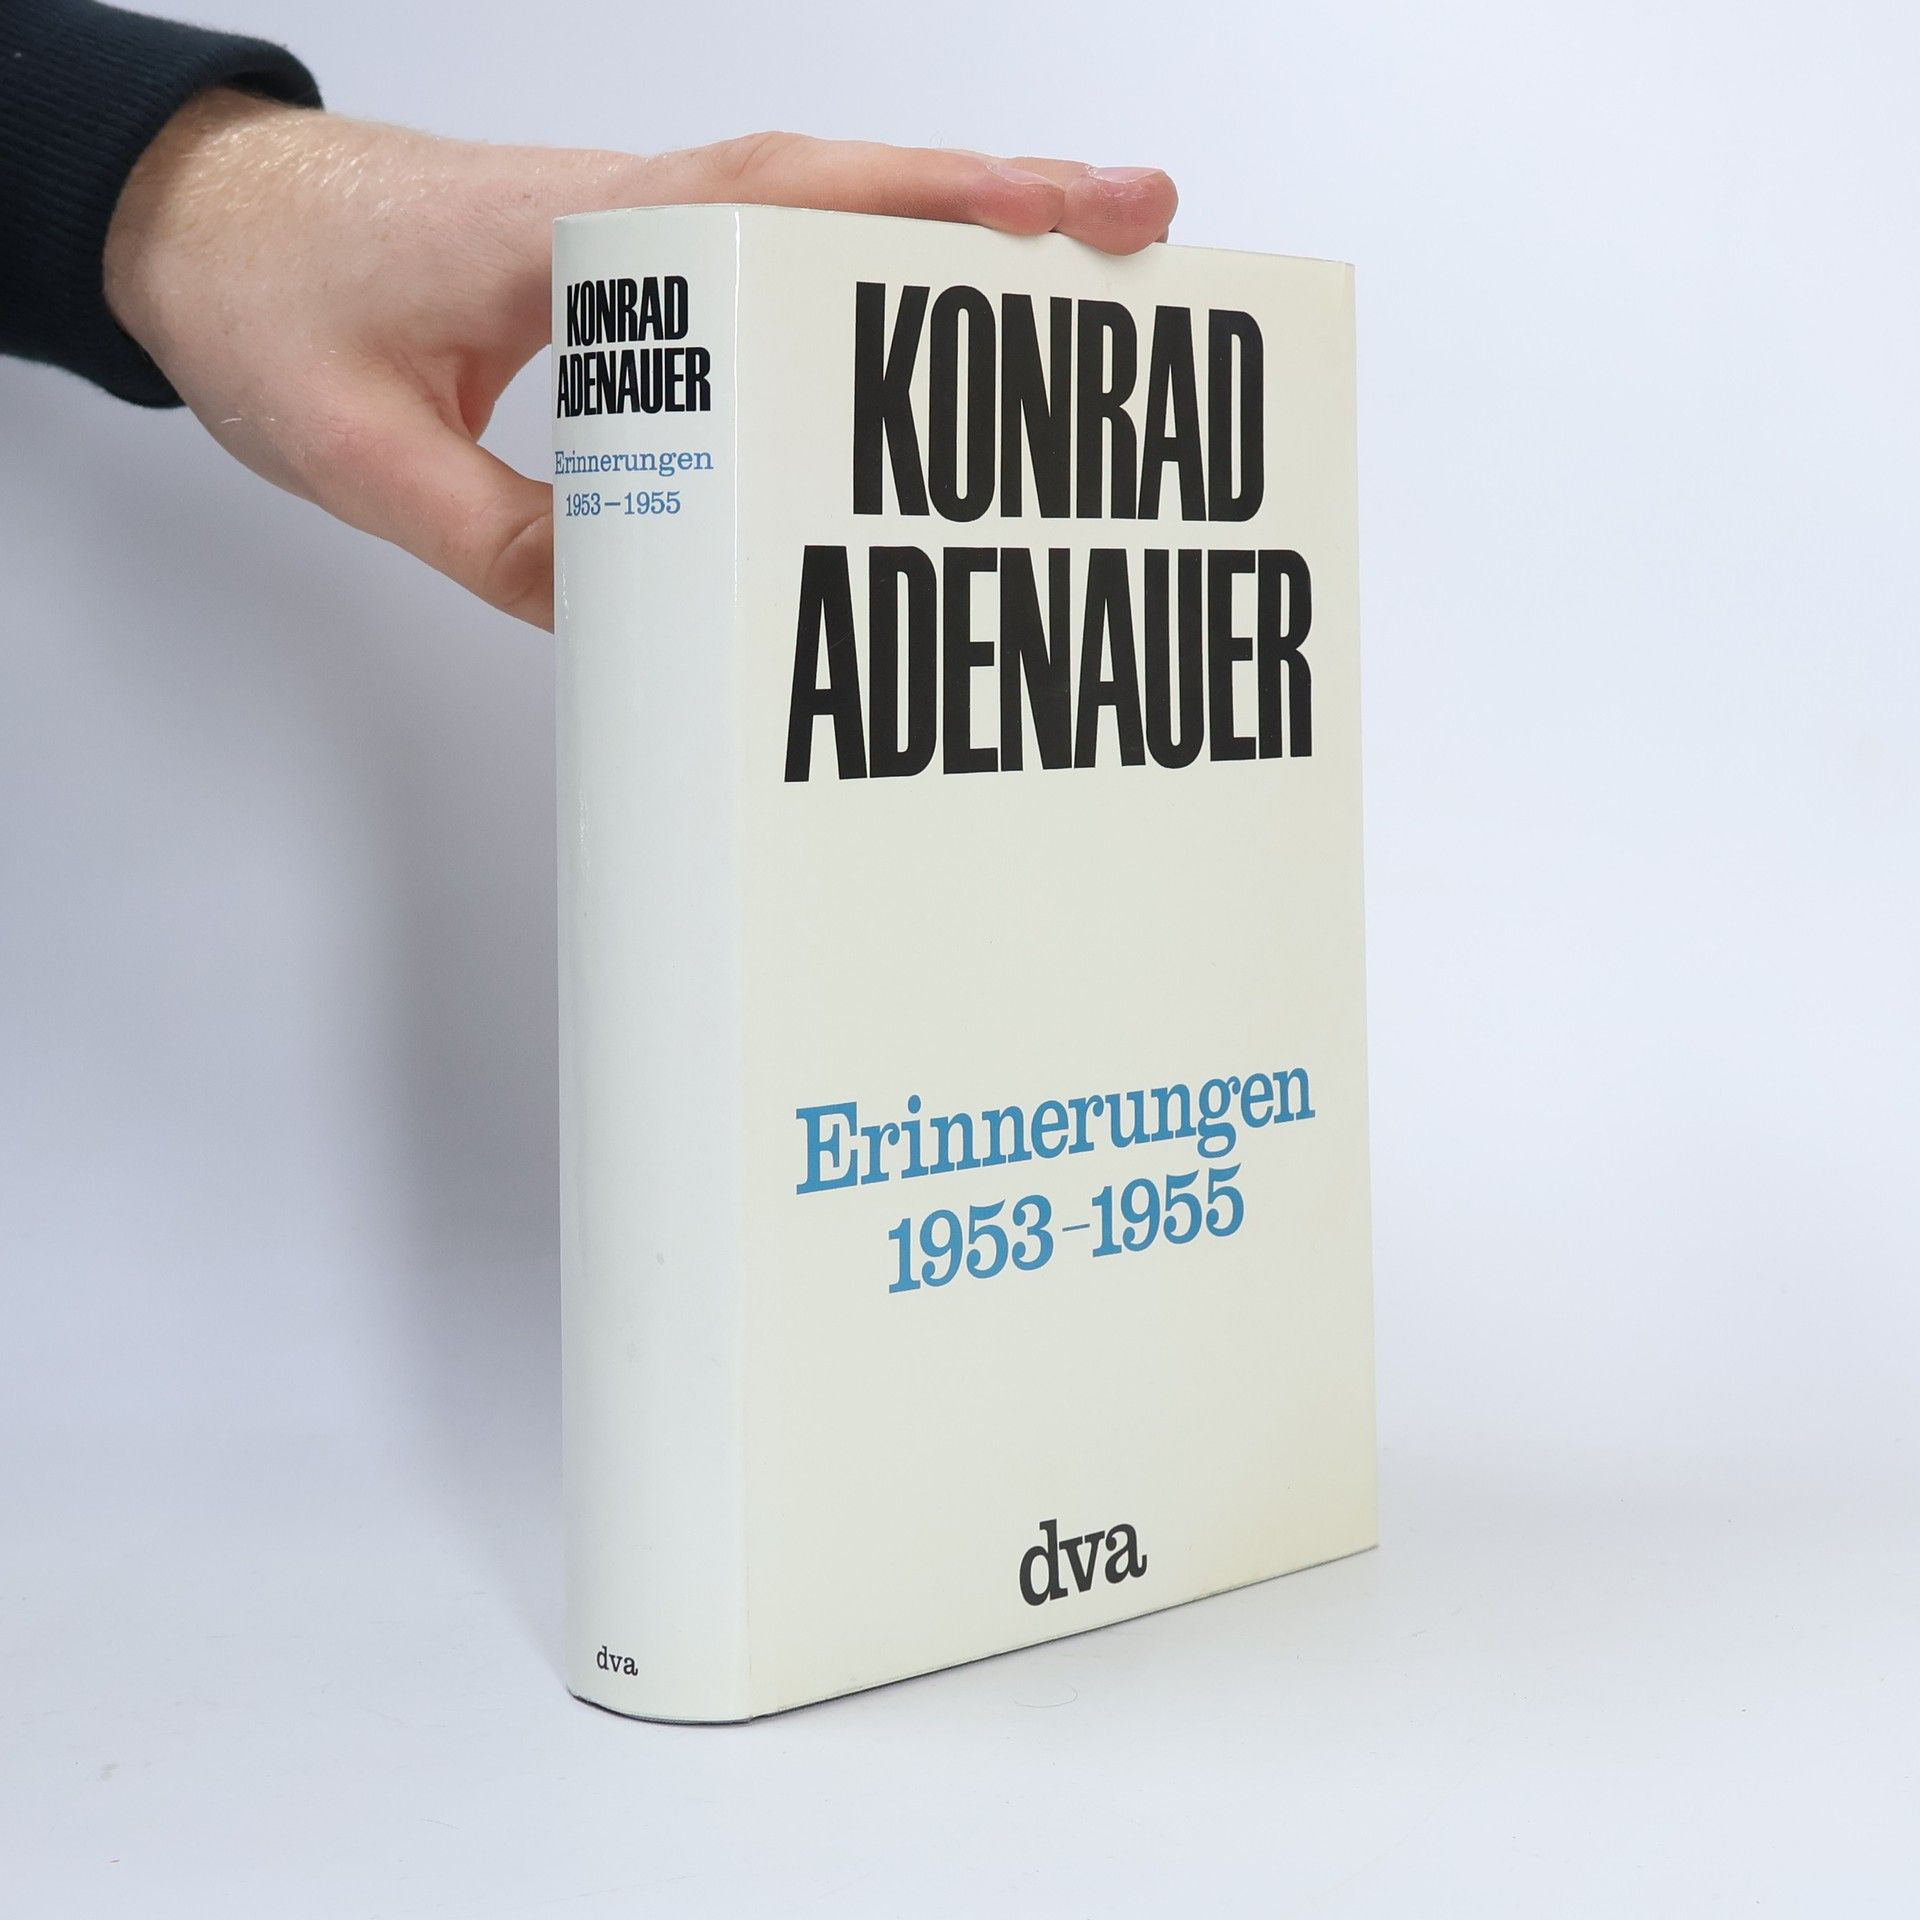 KONRAD
ADENAUER
Erinnerungen
1953–1955
dva
KONRAD
ADENAUER
Erinnerungen
1953–1955
dva